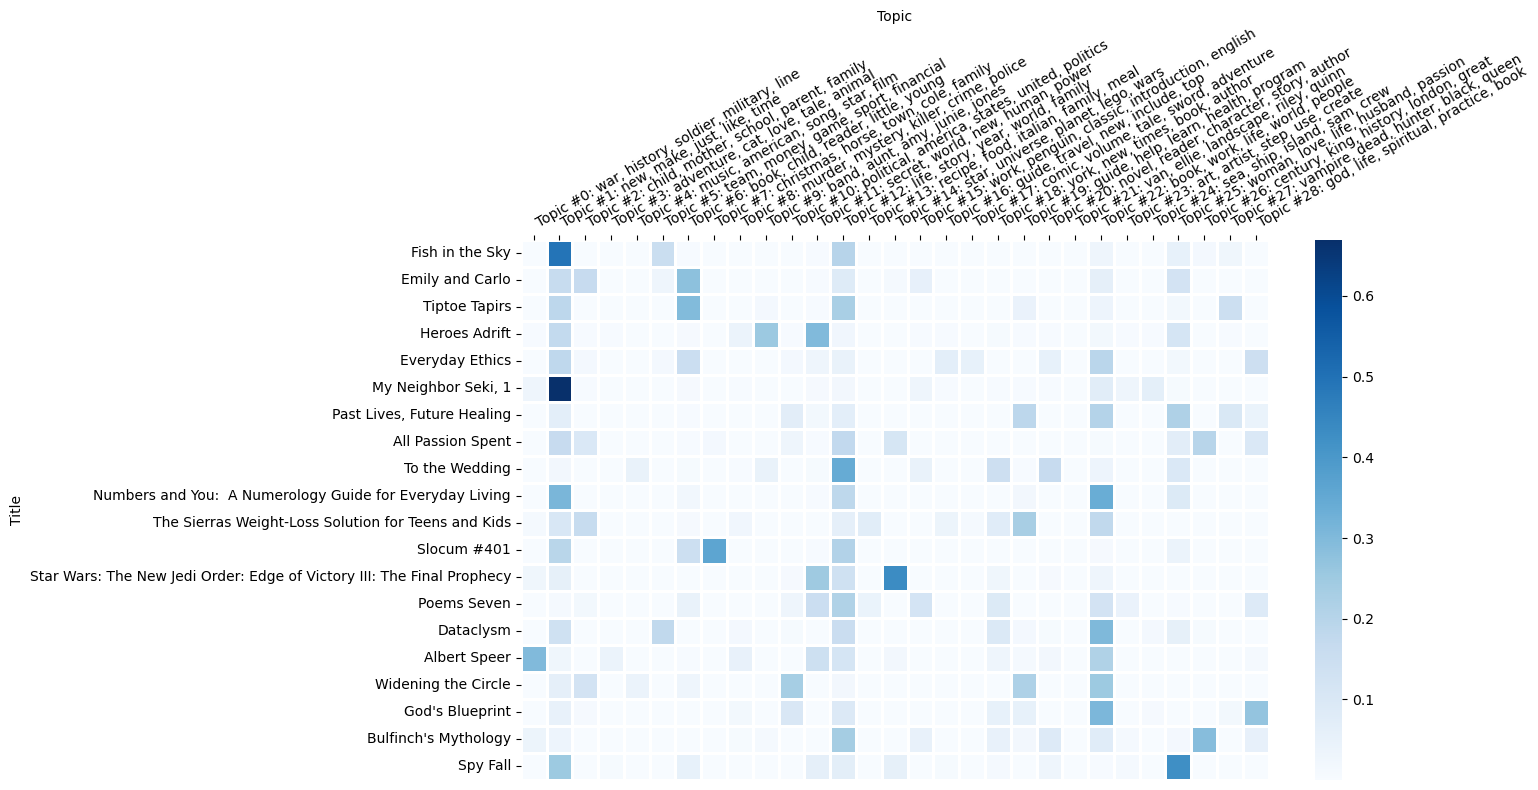 Topic
Topic #0: war, history, soldier, military, line
Topic #1: new, make, just, like, time
Topic #2: child, mother, school, parent, family
Topic #3: adventure, cat, love, tale, animal
Topic #4: music, american, song, star, film
Topic #5: team, money, game, sport, financial
Topic #6: book, child, reader, little, young
Topic #7: christmas, horse, town, cole, family
Topic #8: murder, mystery, killer, crime, police
Topic #9: band, aunt, amy, junie, jones
Topic #10: political, america, states, united, politics
Topic #11: secret, world, new, human, power
Topic #12: life, story, year, world, family
Topic #13: recipe, food, italian, family, meal
Topic #14: star, universe, planet, lego, wars
Topic #15: work, penguin, classic, introduction, english
Topic #16: guide, travel, new, include, top
Topic #17: comic, volume, tale, sword, adventure
Topic #18: york, new, times, book, author
Topic #19: guide, help, learn, health, program
Topic #20: novel, reader, character, story, author
Topic #21: van, ellie, landscape, riley, quinn
Topic #22: book, work, life, world, people
Topic #23: art, artist, step, use, create
Topic #24: sea, ship, island, sam, crew
Topic #25: woman, love, life, husband, passion
Topic #26: century, king, history, london, great
Topic #27: vampire, dead, hunter, black, queen
Topic #28: god, life, spiritual, practice, book
Title
Fish in the Sky
Emily and Carlo
Tiptoe Tapirs
Heroes Adrift
Everyday Ethics
My Neighbor Seki, 1
Past Lives, Future Healing
All Passion Spent
To the Wedding
Numbers and You:  A Numerology Guide for Everyday Living
The Sierras Weight-Loss Solution for Teens and Kids
Slocum #401
Star Wars: The New Jedi Order: Edge of Victory III: The Final Prophecy
Poems Seven
Dataclysm
Albert Speer
Widening the Circle
God's Blueprint
Bulfinch's Mythology
Spy Fall
0.6
0.5
0.4
0.3
0.2
0.1